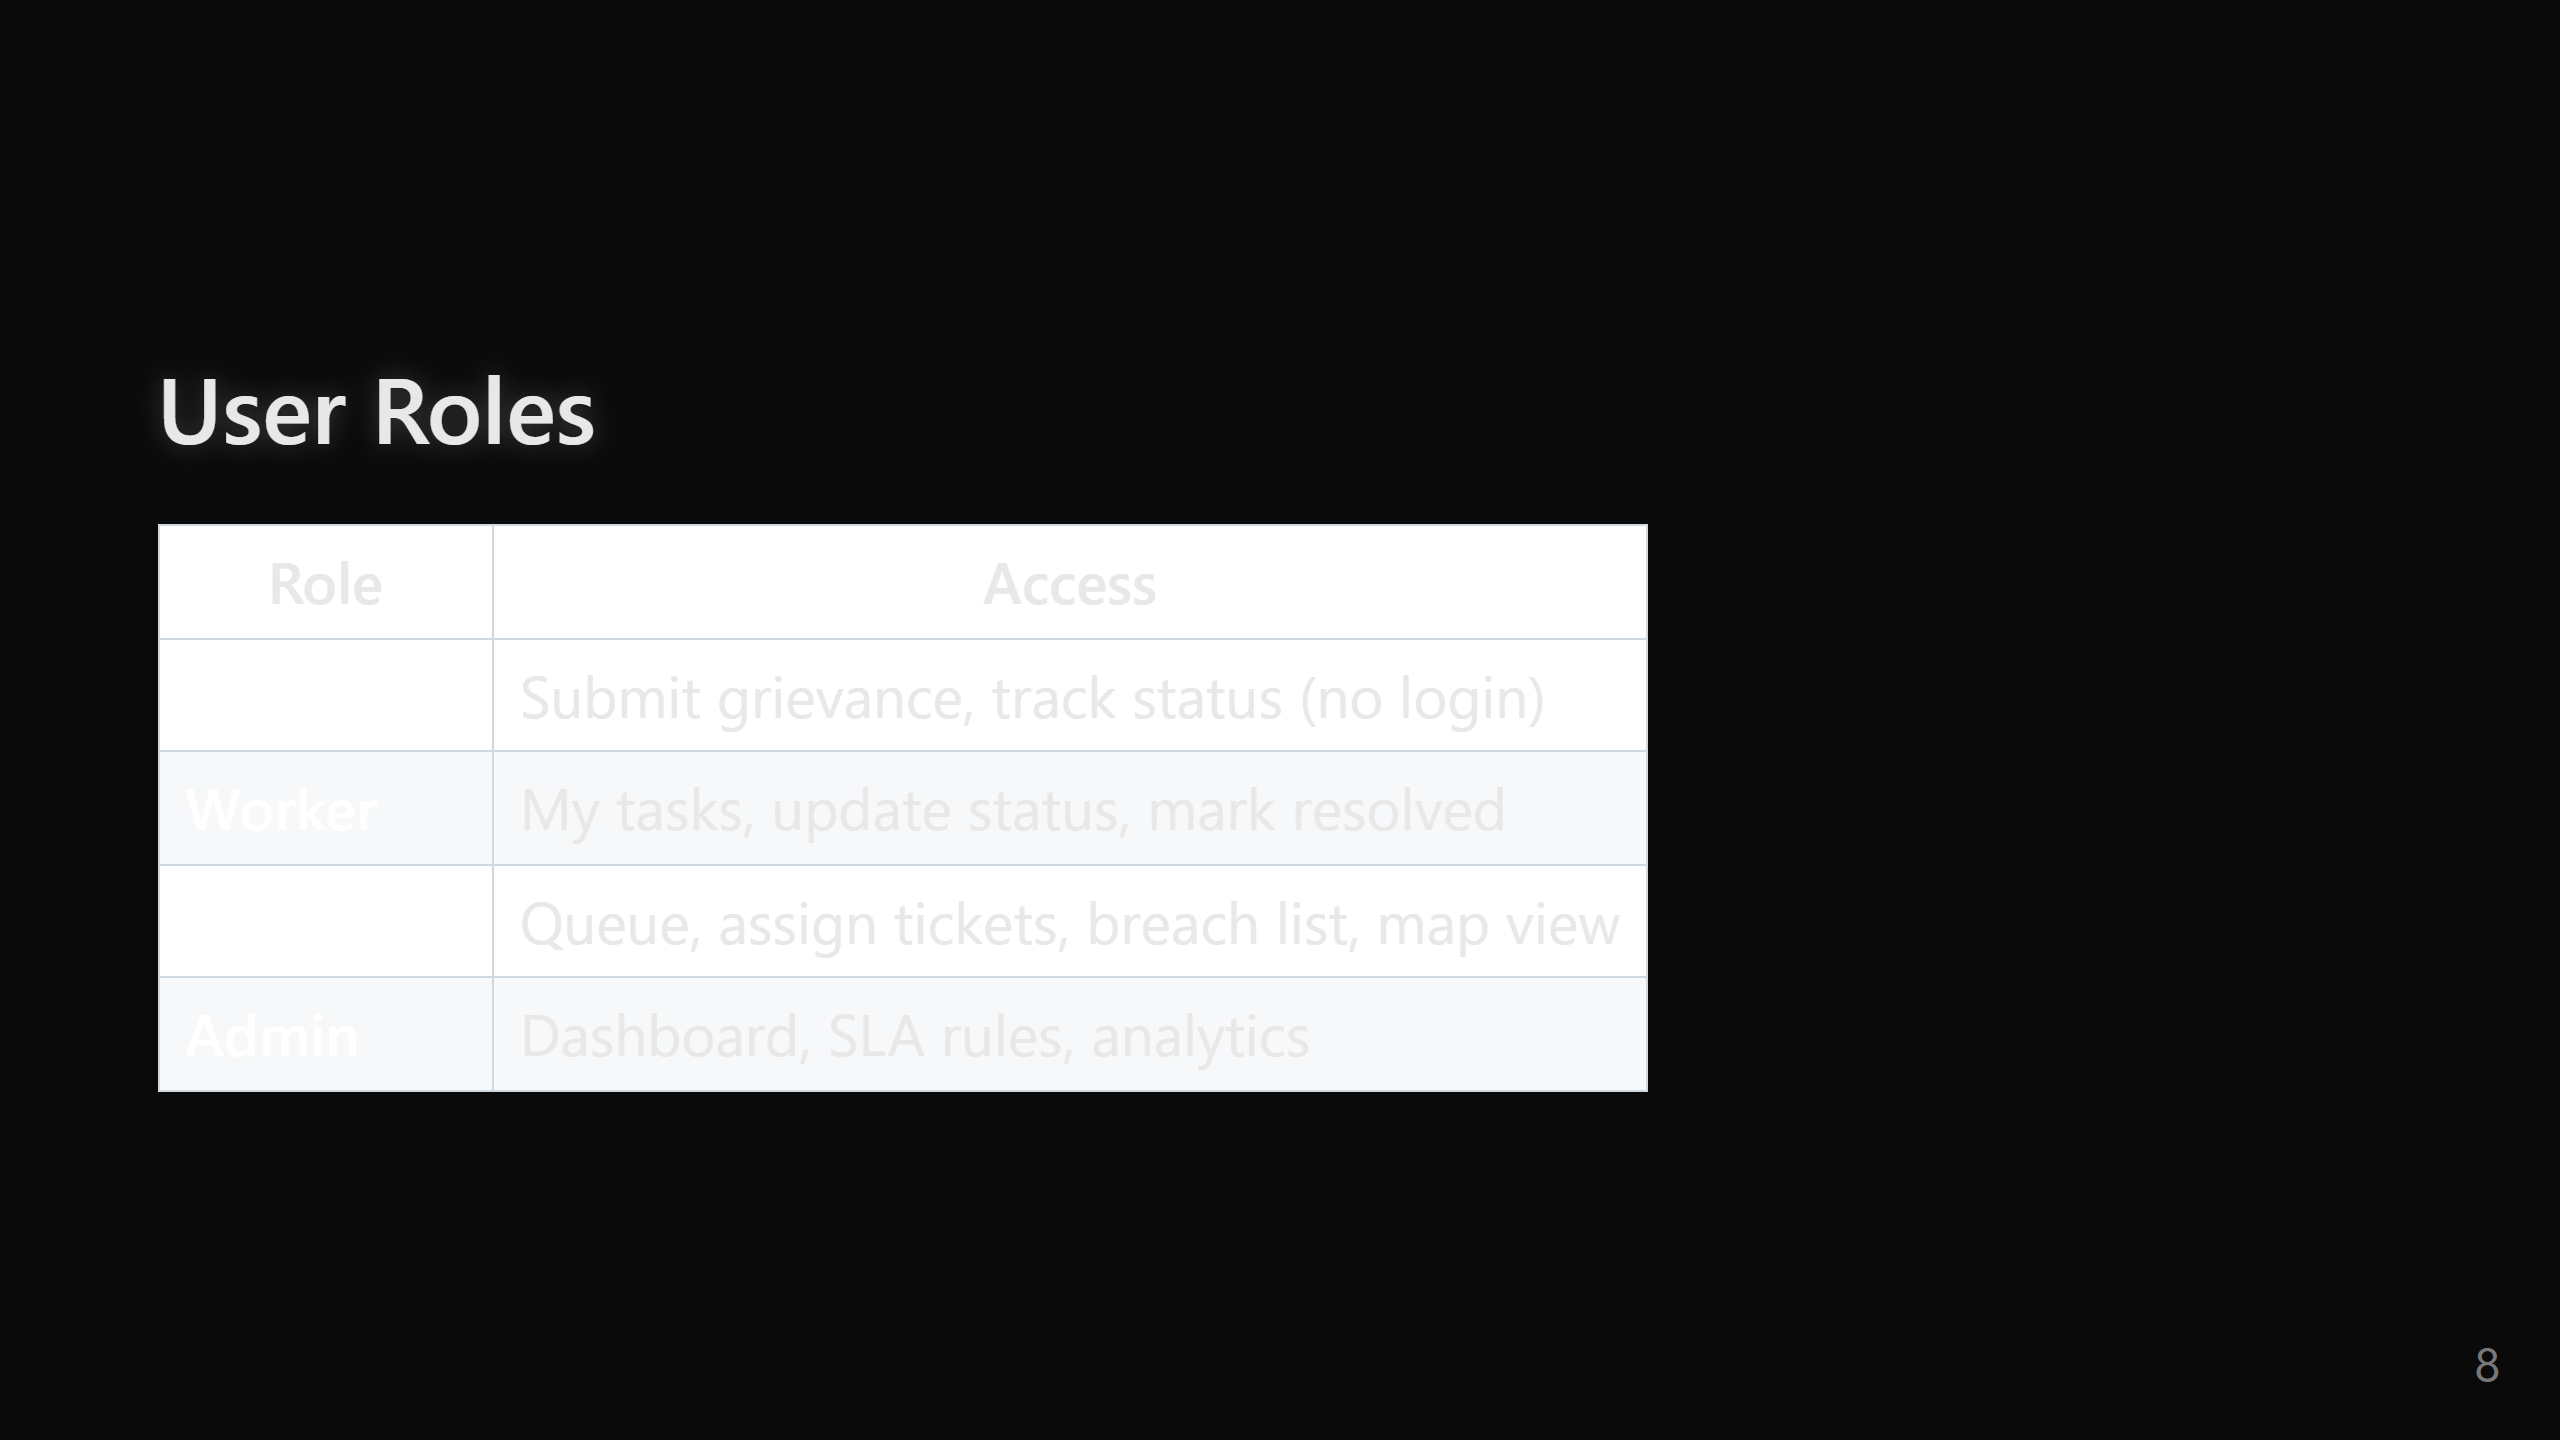 User Roles
Role Access
Submit grievance, track status (no login)
Worker My tasks, update status, mark resolved
Queue, assign tickets, breach list, map view
Admin Dashboard, SLA rules, analytics
8